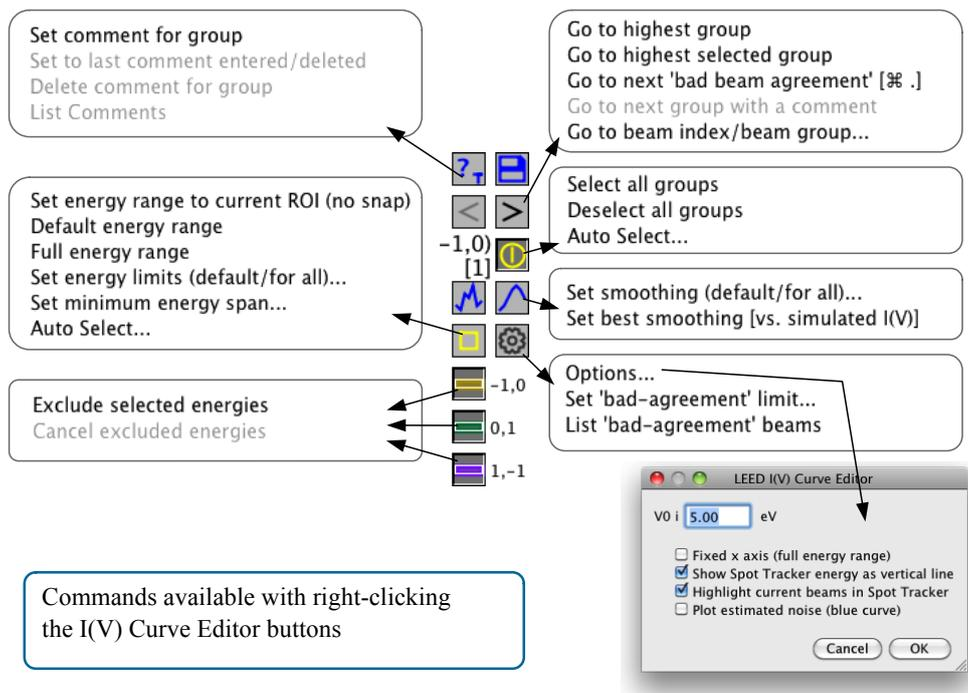 Set comment for group
Set to last comment entered/deleted
Delete comment for group
List Comments
Go to highest group
Go to highest selected group
Go to next 'bad beam agreement' [⌘ .]
Go to next group with a comment
Go to beam index/beam group...
Set energy range to current ROI (no snap)
Default energy range
Full energy range
Set energy limits (default/for all)...
Set minimum energy span...
Auto Select...
?T
< >
-1,0)
[1]
Select all groups
Deselect all groups
Auto Select...
Set smoothing (default/for all)...
Set best smoothing [vs. simulated I(V)]
Exclude selected energies
Cancel excluded energies
-1,0
0,1
1,-1
Options...
Set 'bad-agreement' limit...
List 'bad-agreement' beams
LEED I(V) Curve Editor
V0 i 5.00 eV
Fixed x axis (full energy range)
Show Spot Tracker energy as vertical line
Highlight current beams in Spot Tracker
Plot estimated noise (blue curve)
Cancel OK
Commands available with right-clicking
the I(V) Curve Editor buttons